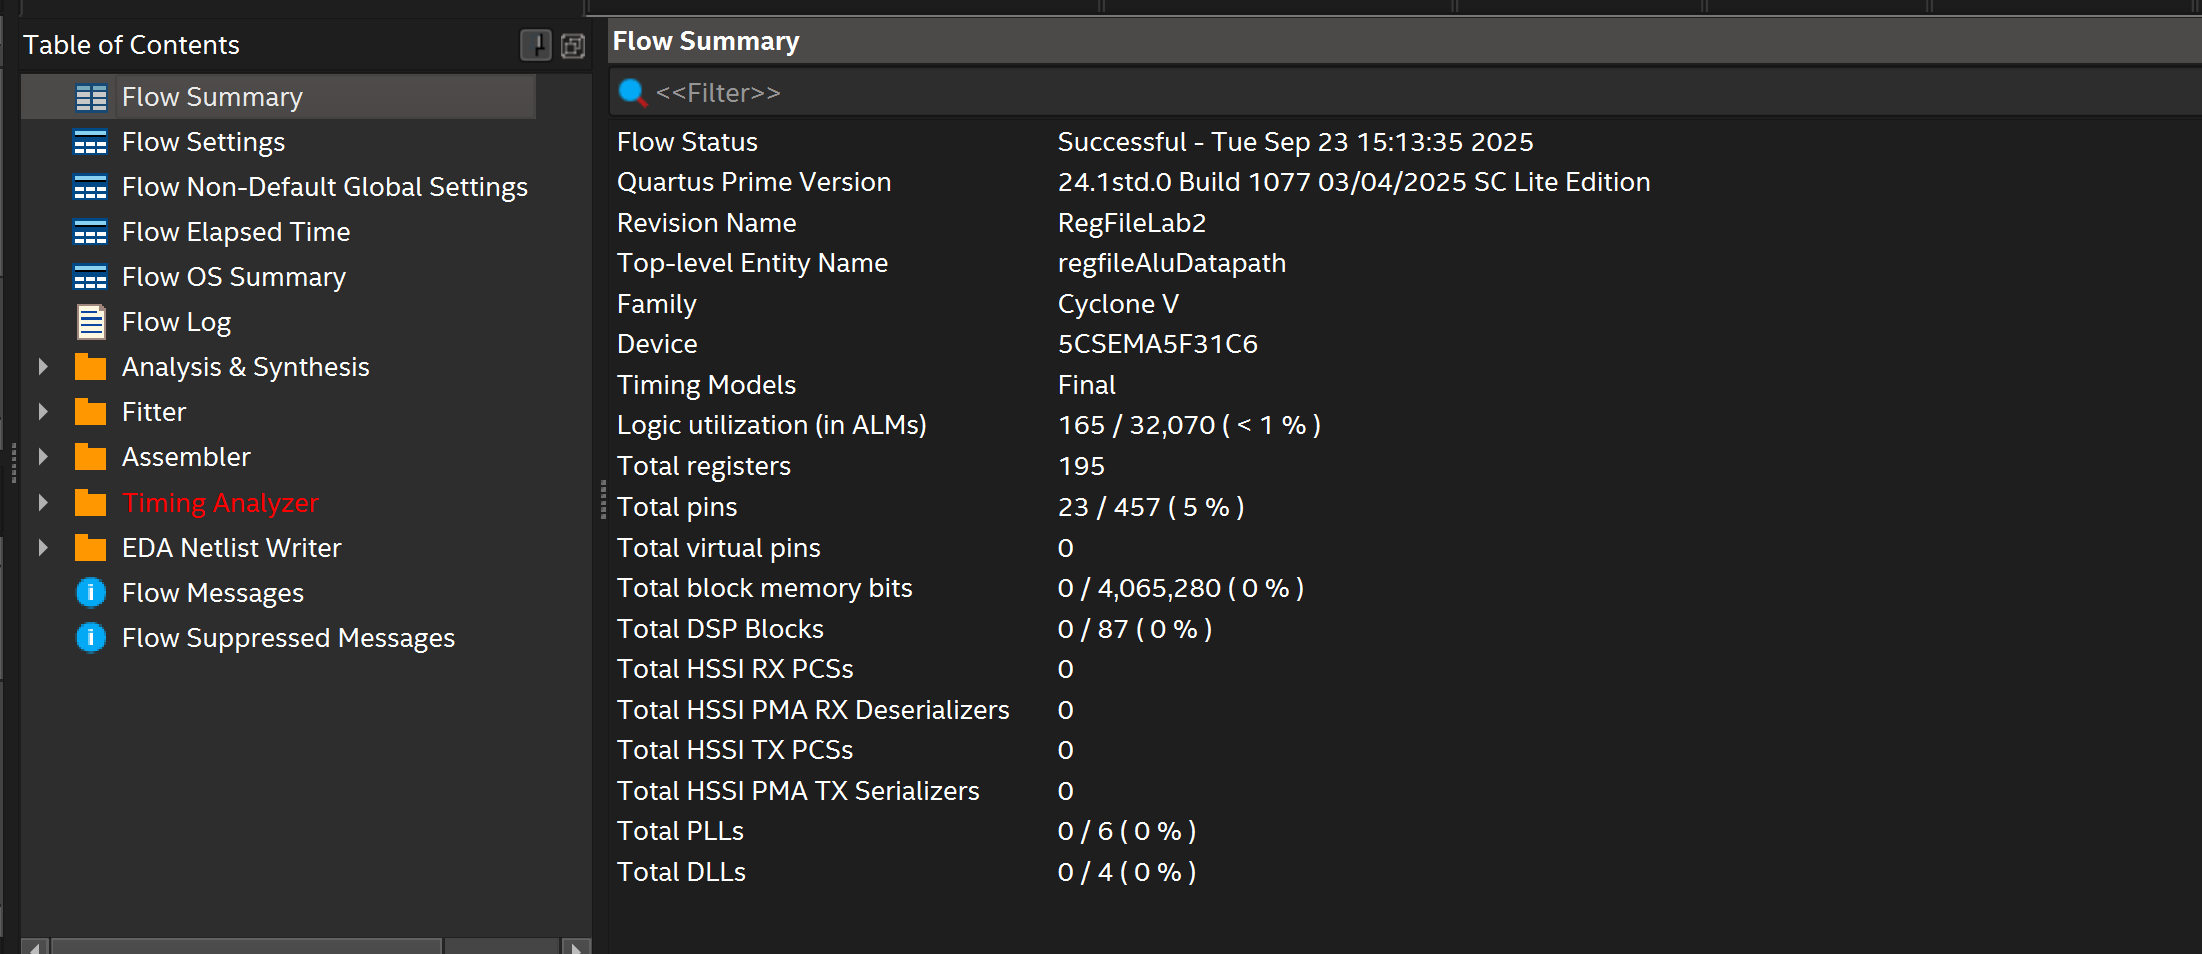 Table of Contents
Flow Summary
Flow Settings
Flow Non-Default Global Settings
Flow Elapsed Time
Flow OS Summary
Flow Log
Analysis & Synthesis
Fitter
Assembler
Timing Analyzer
EDA Netlist Writer
Flow Messages
Flow Suppressed Messages
Flow Summary
<<Filter>>
Flow Status Successful - Tue Sep 23 15:13:35 2025
Quartus Prime Version 24.1std.0 Build 1077 03/04/2025 SC Lite Edition
Revision Name RegFileLab2
Top-level Entity Name regfileAluDatapath
Family Cyclone V
Device 5CSEMA5F31C6
Timing Models Final
Logic utilization (in ALMs) 165 / 32,070 ( < 1 % )
Total registers 195
Total pins 23 / 457 ( 5 % )
Total virtual pins 0
Total block memory bits 0 / 4,065,280 ( 0 % )
Total DSP Blocks 0 / 87 ( 0 % )
Total HSSI RX PCSs 0
Total HSSI PMA RX Deserializers 0
Total HSSI TX PCSs 0
Total HSSI PMA TX Serializers 0
Total PLLs 0 / 6 ( 0 % )
Total DLLs 0 / 4 ( 0 % )